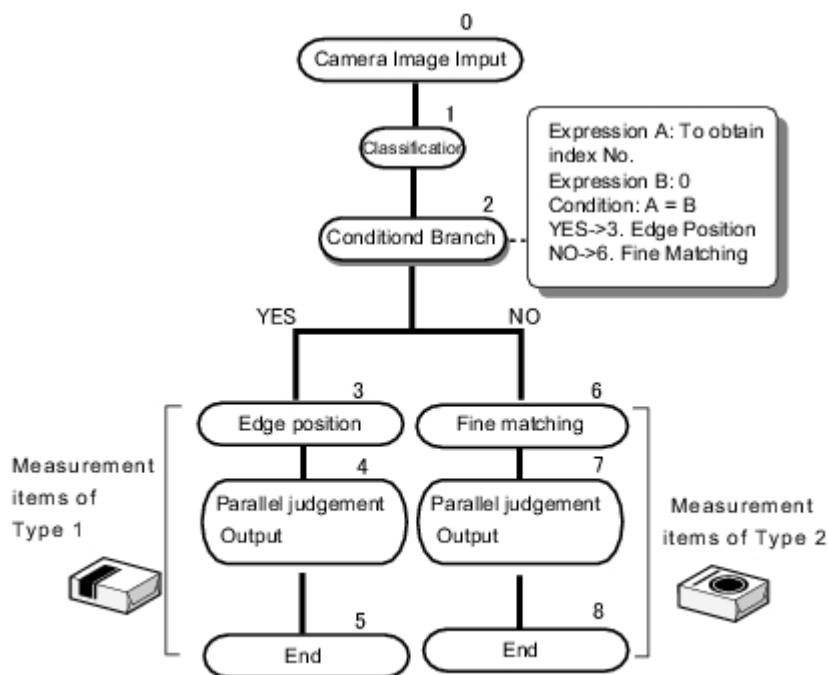 0
Camera Image Imput
1
Classification
2
Conditiond Branch
Expression A: To obtain
index No.
Expression B: 0
Condition: A = B
YES->3. Edge Position
NO->6. Fine Matching
YES
NO
3
Edge position
6
Fine matching
Measurement
items of
Type 1
4
Parallel judgement
Output
7
Parallel judgement
Output
Measurement
items of Type 2
5
End
8
End